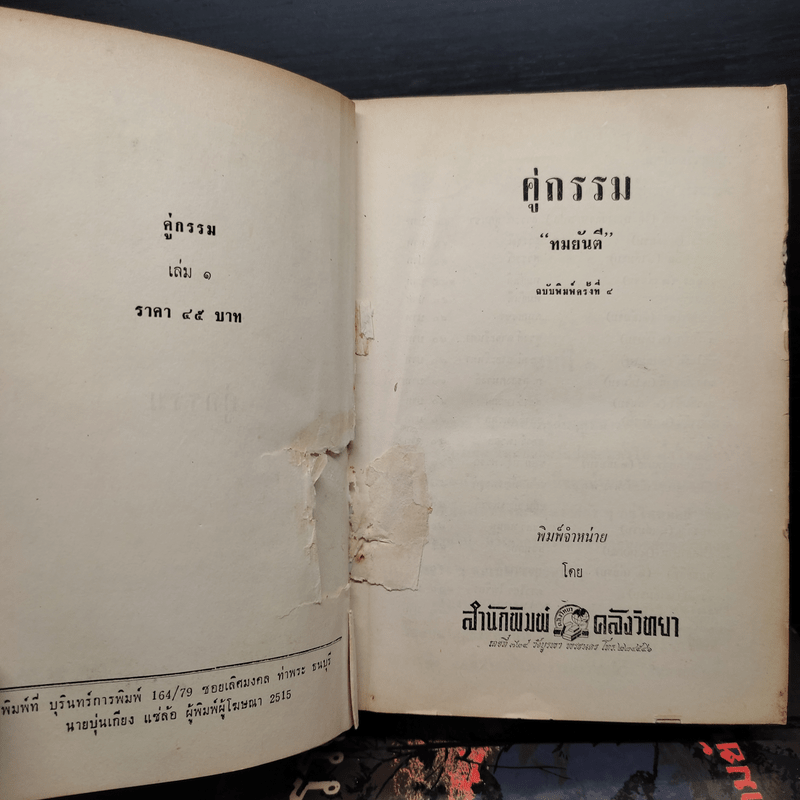 คู่กรรม
เล่ม ๑
ราคา ๔๕ บาท
พิมพ์ที่ บุรินทร์การพิมพ์ 164/79 ซอยเลิศมงคล ท่าพระ ธนบุรี
นายบุ่นเกียง แซ่ล้อ ผู้พิมพ์ผู้โฆษณา 2515
คู่กรรม
“ทมยันตี”
ฉบับพิมพ์ครั้งที่ ๔
พิมพ์จำหน่าย
โดย
สำนักพิมพ์ คลังวิทยา